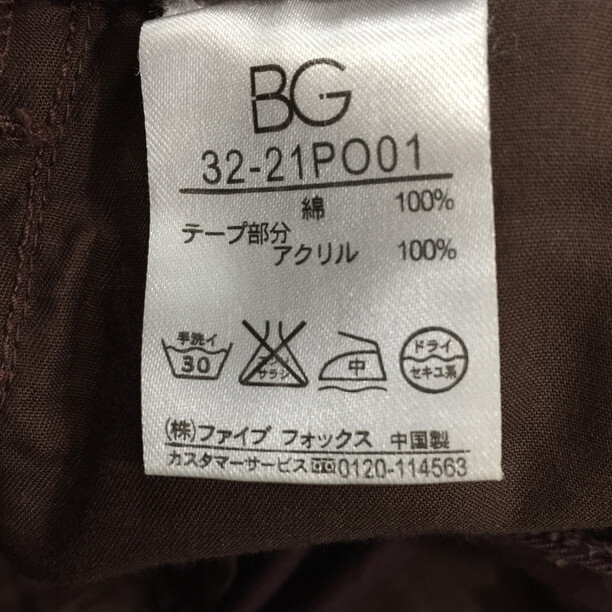 BG
32-21PO01
綿 100%
テープ部分
アクリル 100%
手洗イ
30
エンソ
サラシ
中
ドライ
セキユ系
(株)ファイブ フォックス 中国製
カスタマーサービス 0120-114563